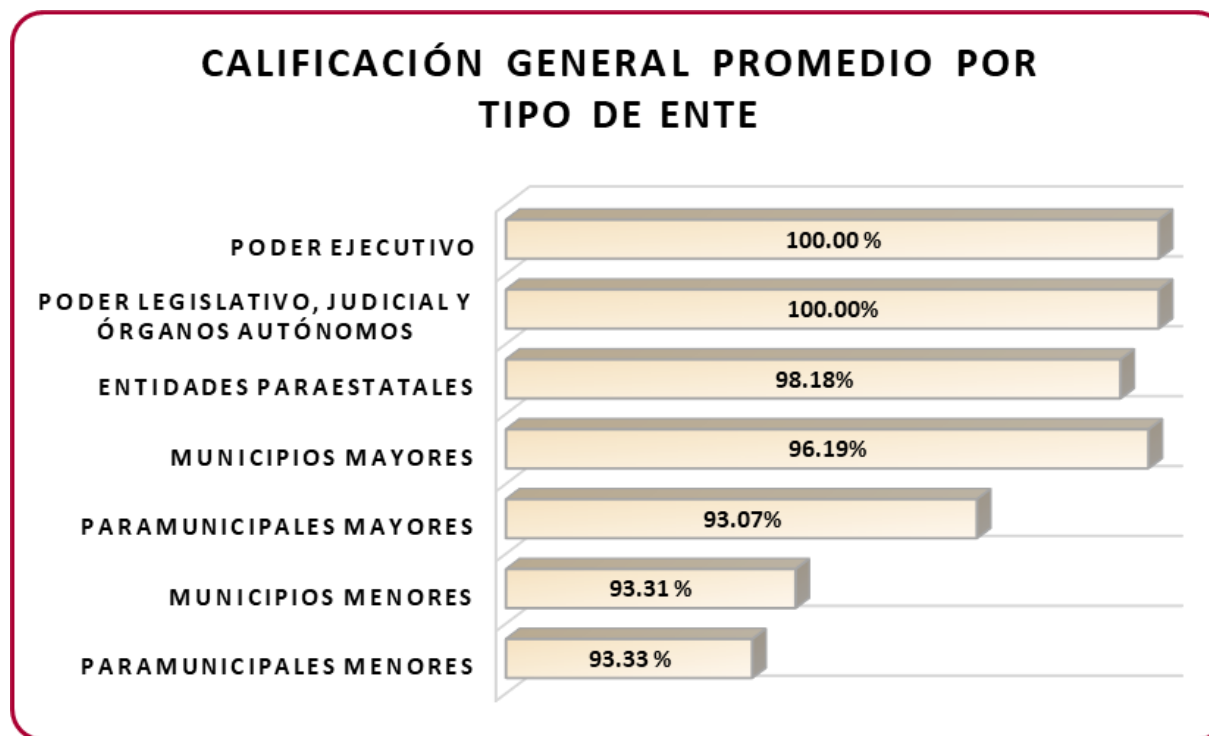 CALIFICACIÓN GENERAL PROMEDIO POR
TIPO DE ENTE
PODER EJECUTIVO
100.00 %
PODER LEGISLATIVO, JUDICIAL Y
ÓRGANOS AUTÓNOMOS
100.00%
ENTIDADES PARAESTATALES
98.18%
MUNICIPIOS MAYORES
96.19%
PARAMUNICIPALES MAYORES
93.07%
MUNICIPIOS MENORES
93.31 %
PARAMUNICIPALES MENORES
93.33 %